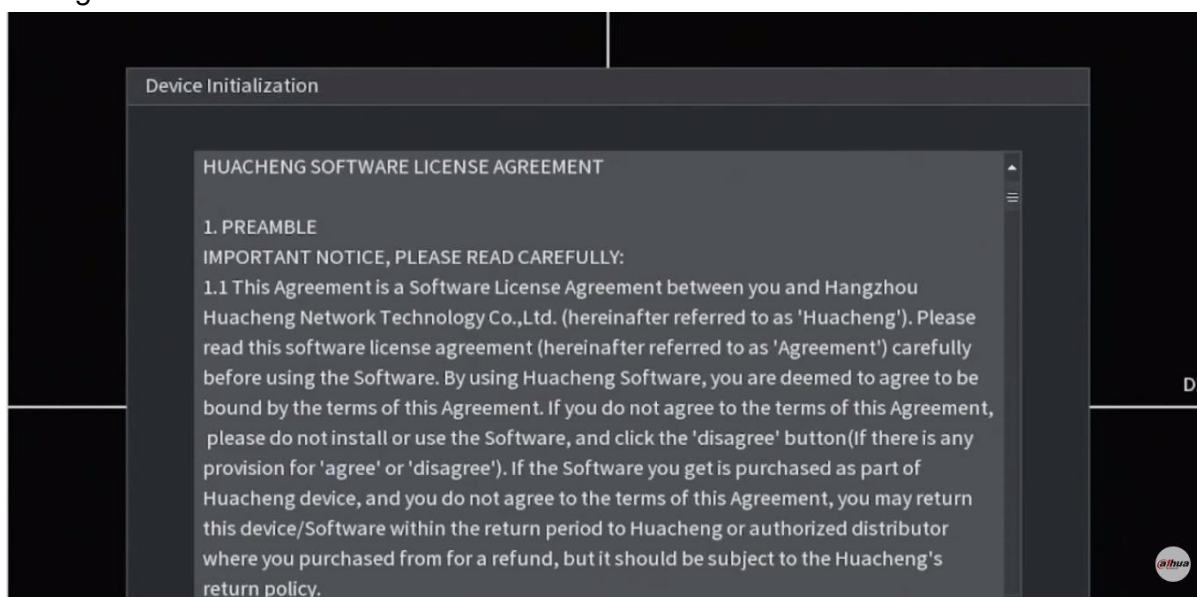 Device Initialization
HUACHENG SOFTWARE LICENSE AGREEMENT
1. PREAMBLE
IMPORTANT NOTICE, PLEASE READ CAREFULLY:
1.1 This Agreement is a Software License Agreement between you and Hangzhou
Huacheng Network Technology Co.,Ltd. (hereinafter referred to as 'Huacheng'). Please
read this software license agreement (hereinafter referred to as 'Agreement') carefully
before using the Software. By using Huacheng Software, you are deemed to agree to be
D
bound by the terms of this Agreement. If you do not agree to the terms of this Agreement,
please do not install or use the Software, and click the 'disagree' button(If there is any
provision for 'agree' or 'disagree'). If the Software you get is purchased as part of
Huacheng device, and you do not agree to the terms of this Agreement, you may return
this device/Software within the return period to Huacheng or authorized distributor
where you purchased from for a refund, but it should be subject to the Huacheng's
alhua
return policy.